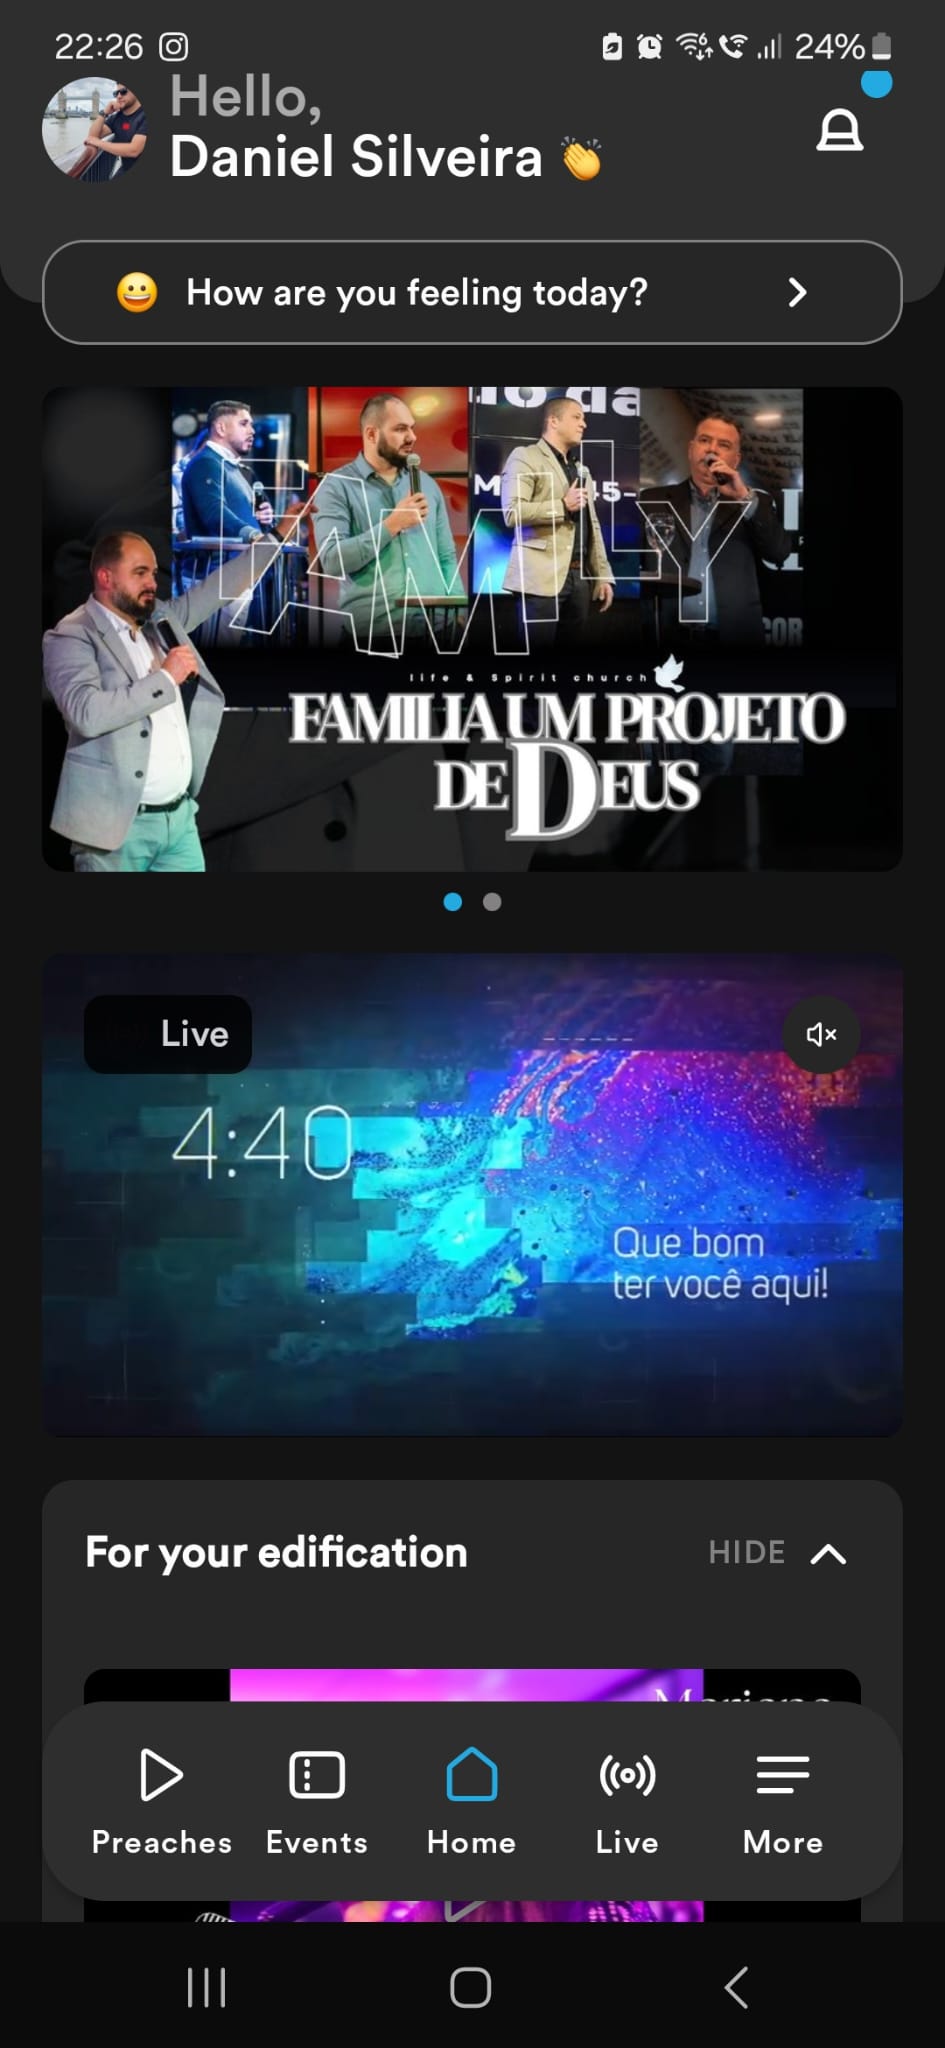 22:26
24%
Hello,
Daniel Silveira 👏
😀 How are you feeling today?
FAMILY
life & Spirit church
FAMILIA UM PROJETO
DE DEUS
Live
4:40
Que bom
ter você aqui!
For your edification
HIDE
Preaches
Events
Home
Live
More